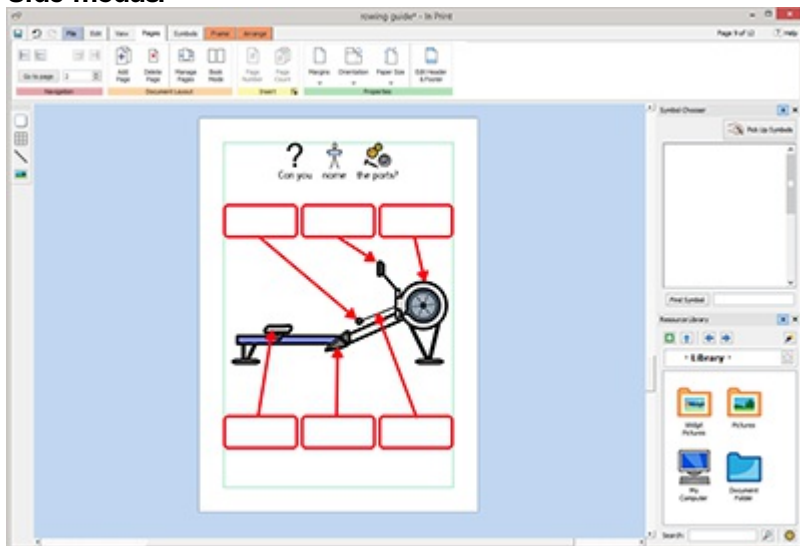 Side-modus.
rowing guide* - In Print
File Edit View Pages Symbols Frame Arrange
Page 9 of 12 ? Help
Go to page 2
Add Page
Delete Page
Manage Pages
Book Mode
Page Number
Page Count
Margins
Orientation
Paper Size
Edit Header & Footer
Navigation
Document Layout
Insert
Properties
Symbol Chooser
Pick Up Symbols
Can you name the parts?
Find Symbol
Resource Library
Library
Widgit Pictures
Pictures
My Computer
Document Folder
Search: